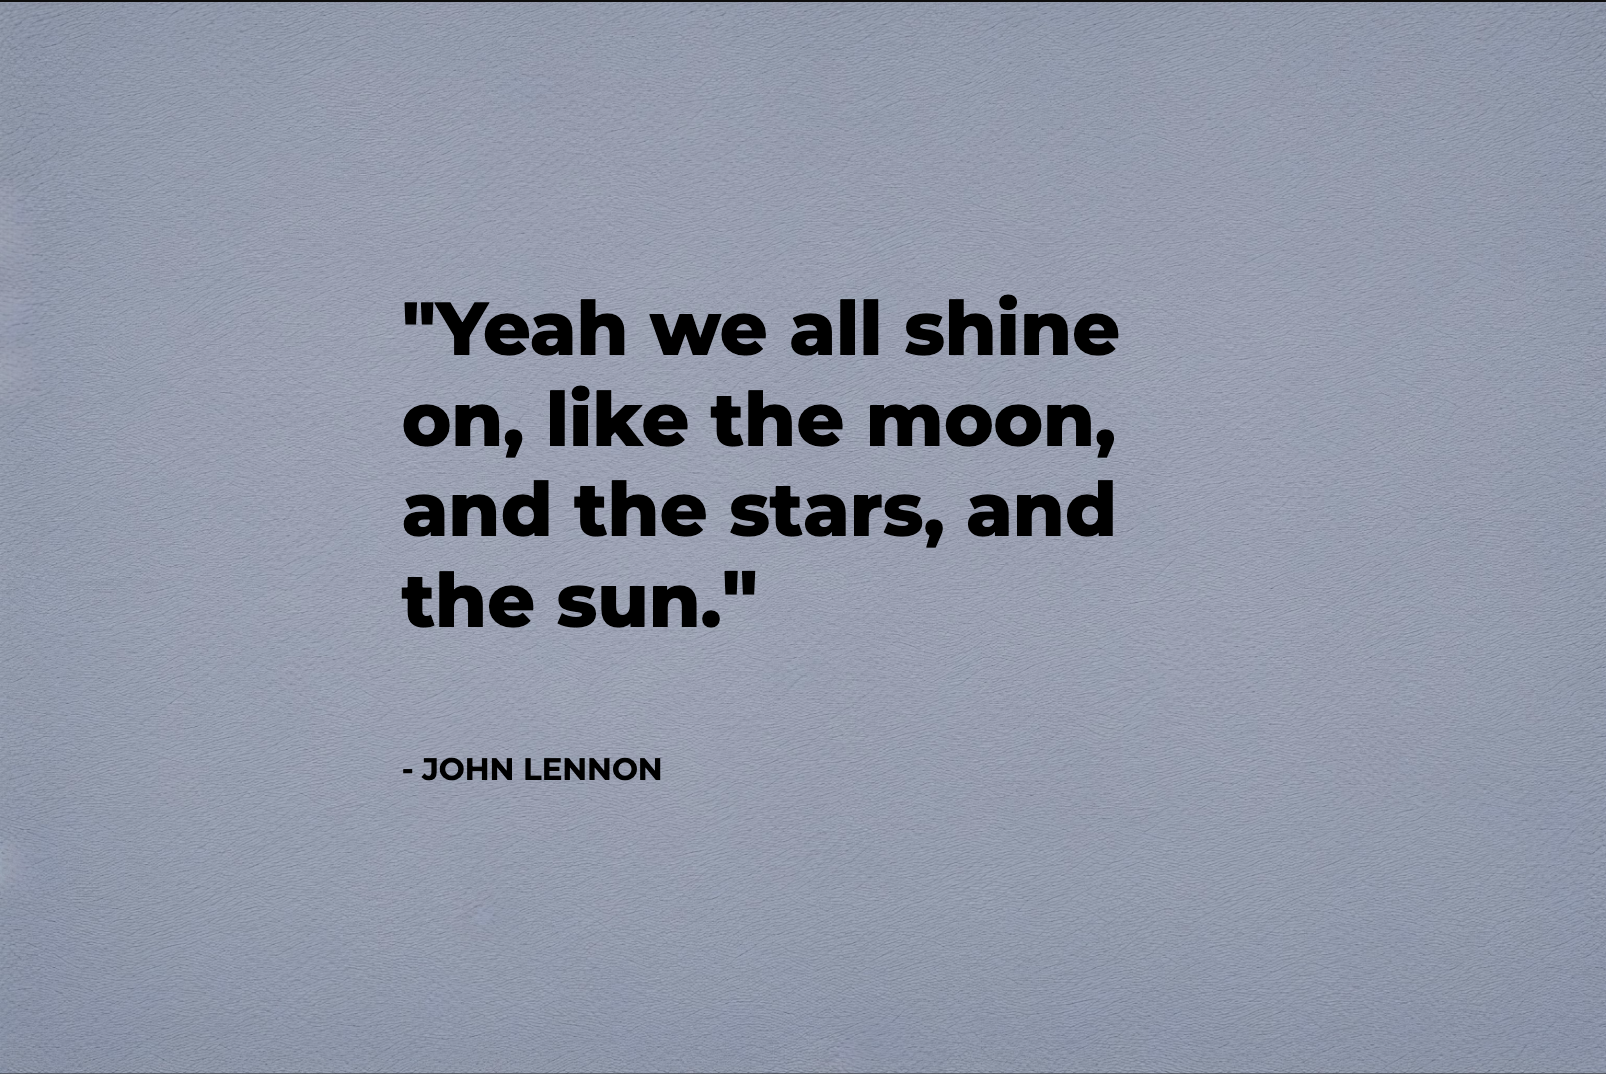 "Yeah we all shine
on, like the moon,
and the stars, and
the sun."
- JOHN LENNON